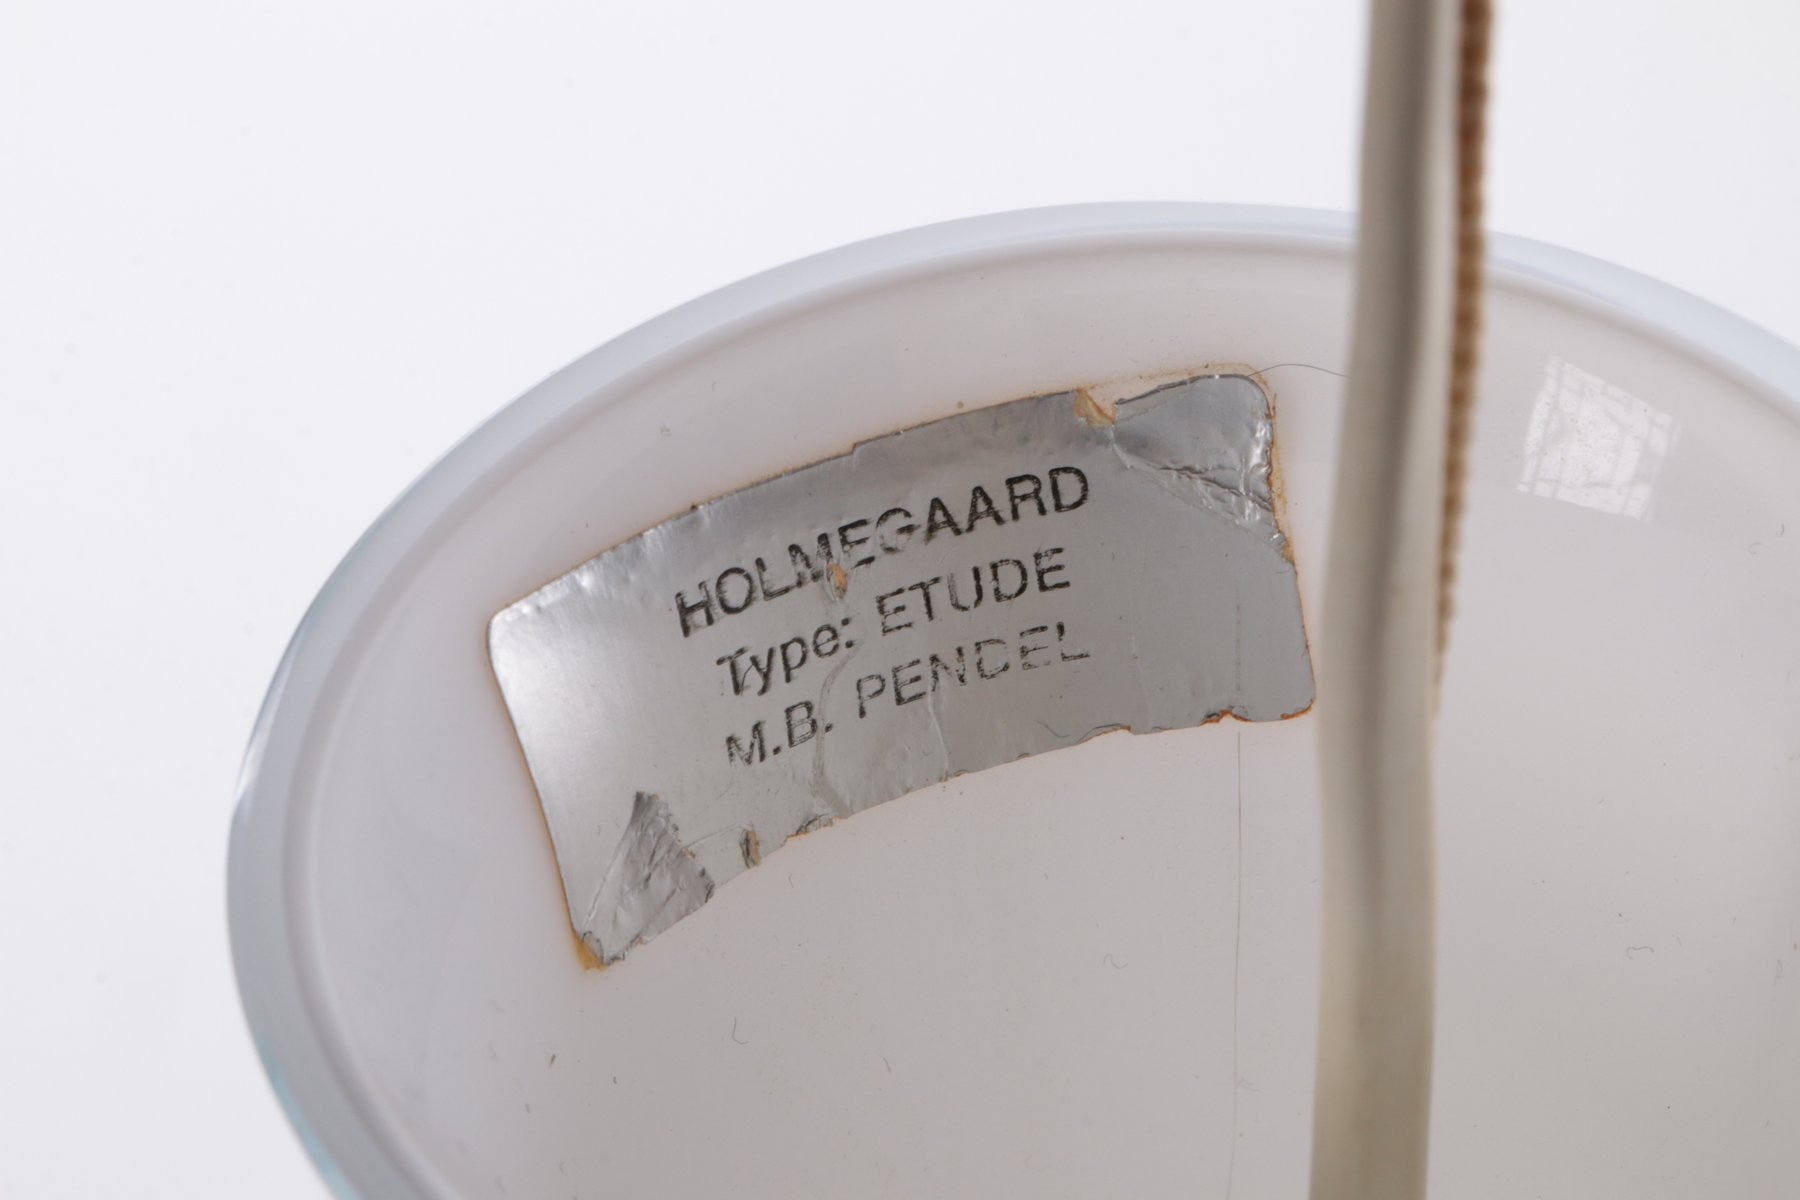 HOLMEGAARD
Type: ETUDE
M.B. PENDEL